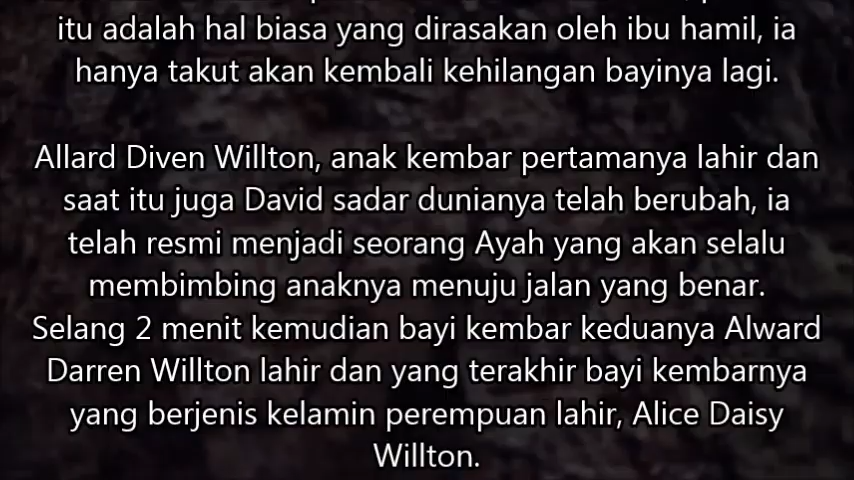 itu adalah hal biasa yang dirasakan oleh ibu hamil, ia
hanya takut akan kembali kehilangan bayinya lagi.
Allard Diven Willton, anak kembar pertamanya lahir dan
saat itu juga David sadar dunianya telah berubah, ia
telah resmi menjadi seorang Ayah yang akan selalu
membimbing anaknya menuju jalan yang benar.
Selang 2 menit kemudian bayi kembar keduanya Alward
Darren Willton lahir dan yang terakhir bayi kembarnya
yang berjenis kelamin perempuan lahir, Alice Daisy
Willton.